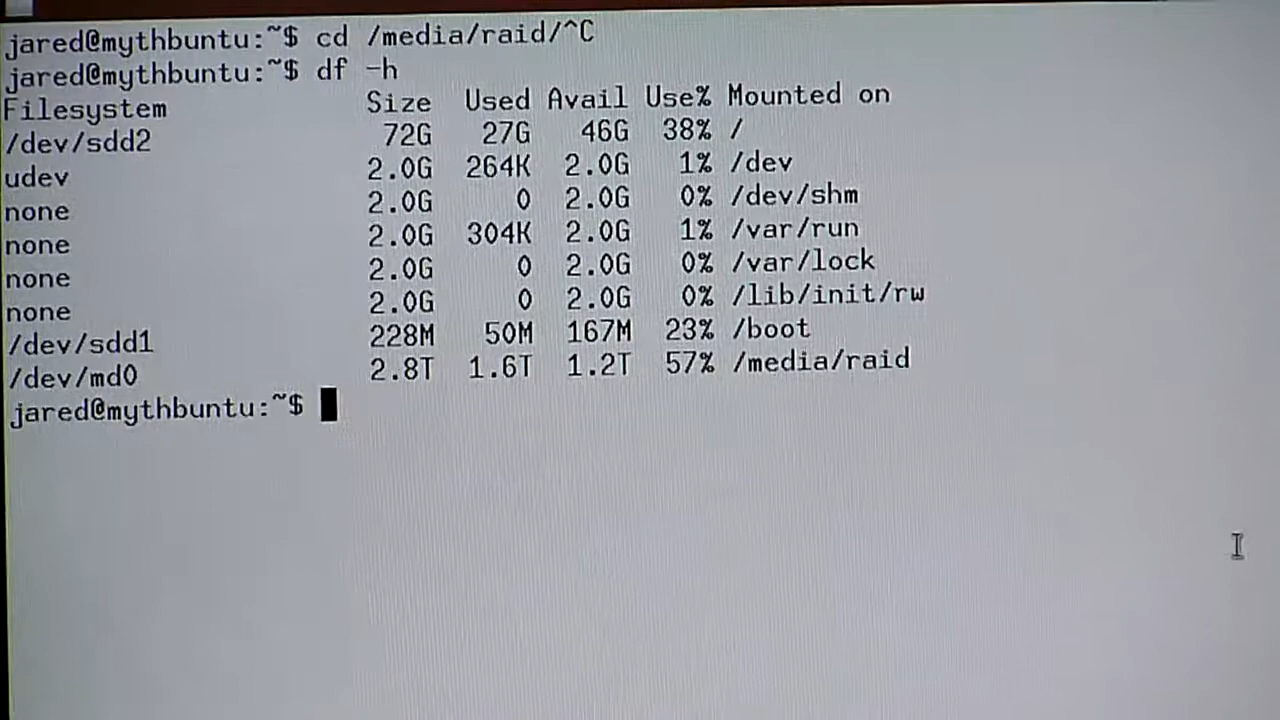 jared@mythbuntu:~$ cd /media/raid/^C
jared@mythbuntu:~$ df -h
Filesystem Size Used Avail Use% Mounted on
/dev/sdd2 72G 27G 46G 38% /
udev 2.0G 264K 2.0G 1% /dev
none 2.0G 0 2.0G 0% /dev/shm
none 2.0G 304K 2.0G 1% /var/run
none 2.0G 0 2.0G 0% /var/lock
none 2.0G 0 2.0G 0% /lib/init/rw
/dev/sdd1 228M 50M 167M 23% /boot
/dev/md0 2.8T 1.6T 1.2T 57% /media/raid
jared@mythbuntu:~$